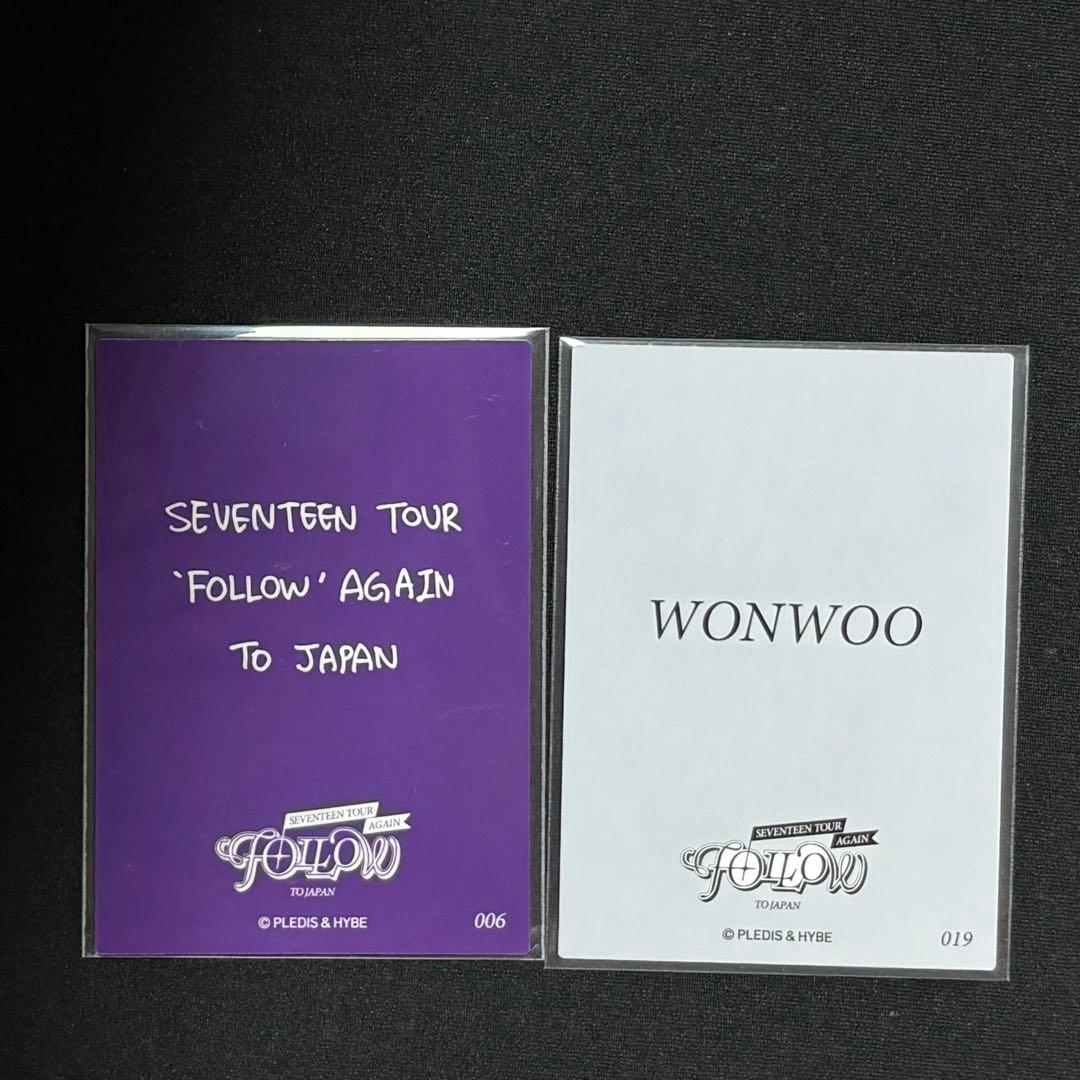 SEVENTEEN TOUR
'FOLLOW' AGAIN
TO JAPAN
SEVENTEEN TOUR
AGAIN
FOLLOW
TO JAPAN
© PLEDIS & HYBE
006
WONWOO
SEVENTEEN TOUR
AGAIN
FOLLOW
TO JAPAN
© PLEDIS & HYBE
019